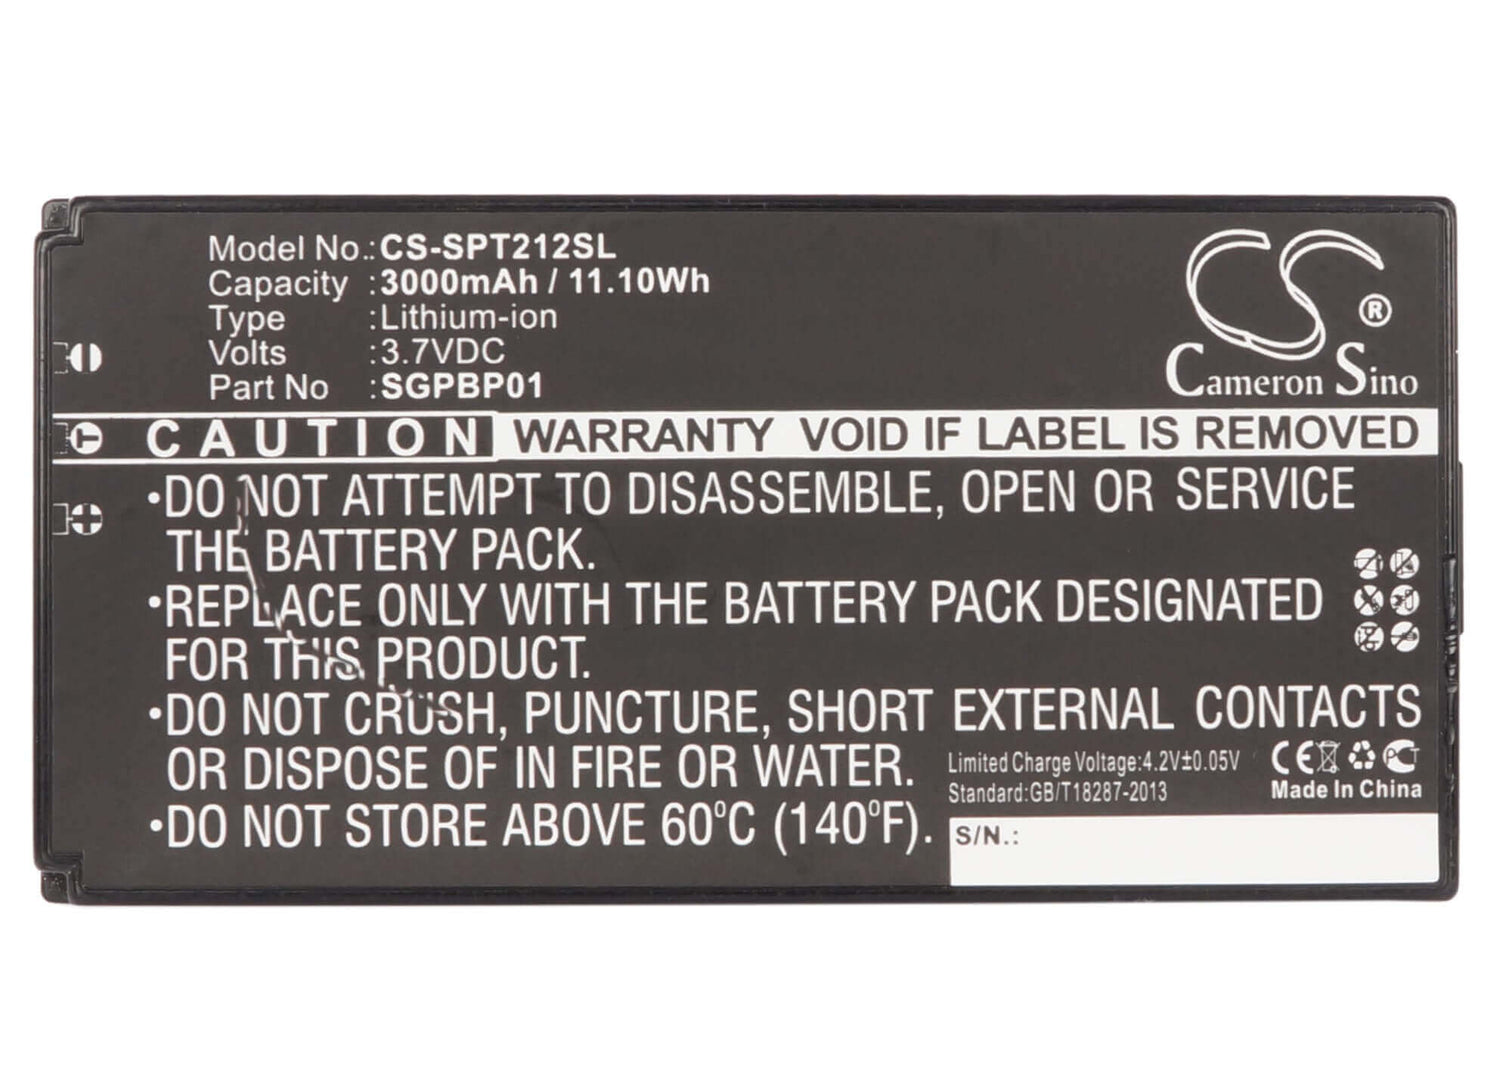 Model No.: CS-SPT212SL
Capacity : 3000mAh / 11.10Wh
Type : Lithium-ion
Volts : 3.7VDC
Part No : SGPBP01
CS ®
Cameron Sino
CAUTION WARRANTY VOID IF LABEL IS REMOVED
•DO NOT ATTEMPT TO DISASSEMBLE, OPEN OR SERVICE
THE BATTERY PACK.
•REPLACE ONLY WITH THE BATTERY PACK DESIGNATED
FOR THIS PRODUCT.
•DO NOT CRUSH, PUNCTURE, SHORT EXTERNAL CONTACTS
OR DISPOSE OF IN FIRE OR WATER.
•DO NOT STORE ABOVE 60°C (140°F).
Limited Charge Voltage:4.2V±0.05V
Standard:GB/T18287-2013
CE
Made In China
S/N.:
- T +